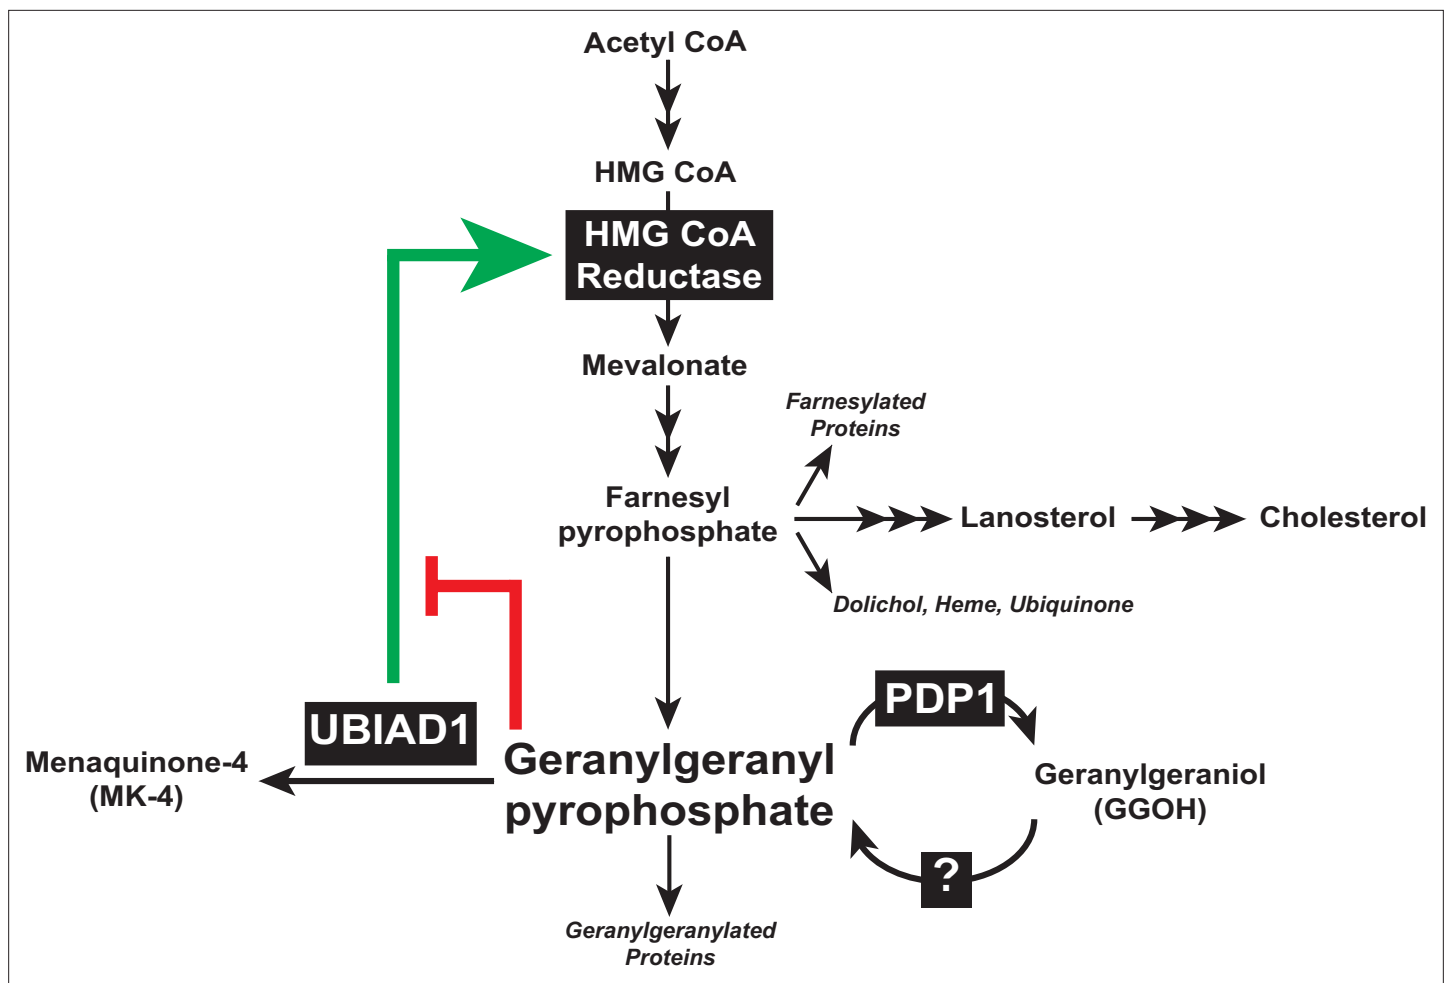 Acetyl CoA
HMG CoA
HMG CoA
Reductase
Mevalonate
Farnesylated
Proteins
Farnesyl
pyrophosphate
Lanosterol
Cholesterol
Dolichol, Heme, Ubiquinone
PDP1
UBIAD1
Menaquinone-4
(MK-4)
Geranylgeranyl
pyrophosphate
Geranylgeraniol
(GGOH)
?
Geranylgeranylated
Proteins